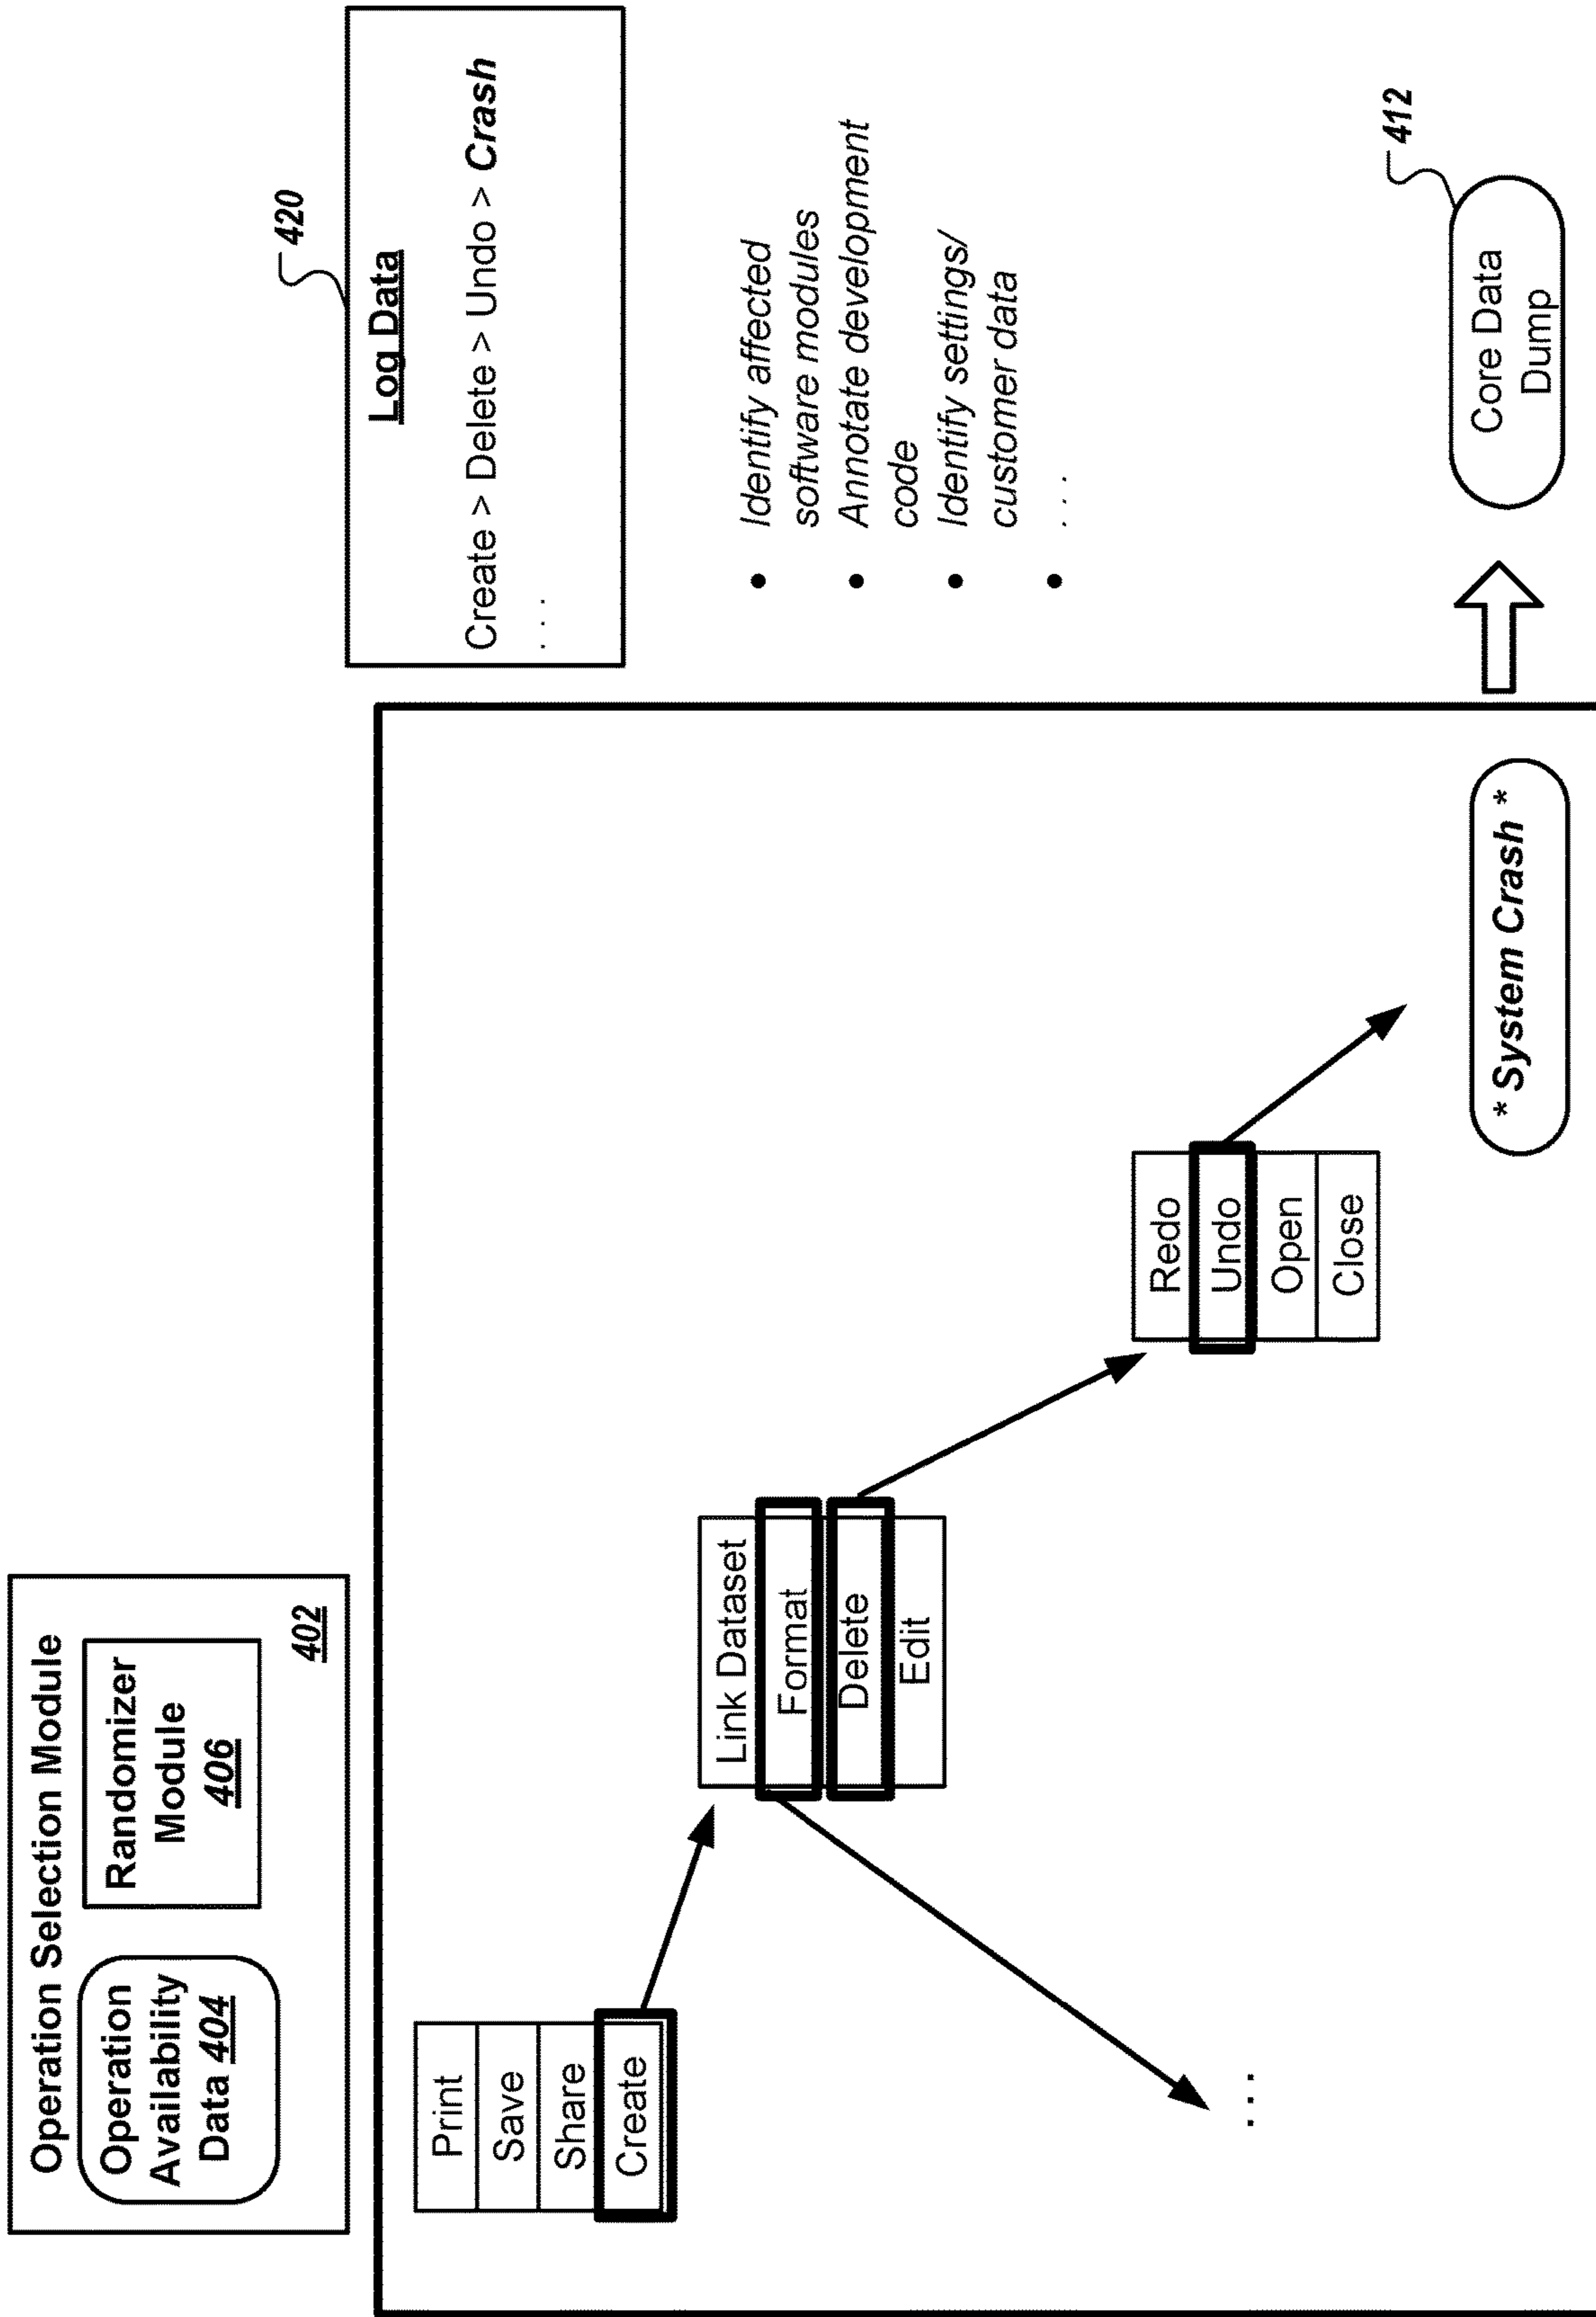 Operation Selection Module
Operation
Availability
Data 404
Randomizer
Module
406
402
420
Log Data
Create > Delete > Undo > Crash
. . .
Print
Save
Share
Create
Link Dataset
Format
Delete
Edit
Redo
Undo
Open
Close
. . .
* System Crash *
• Identify affected
software modules
• Annotate development
code
• Identify settings/
customer data
• . . .
412
Core Data
Dump